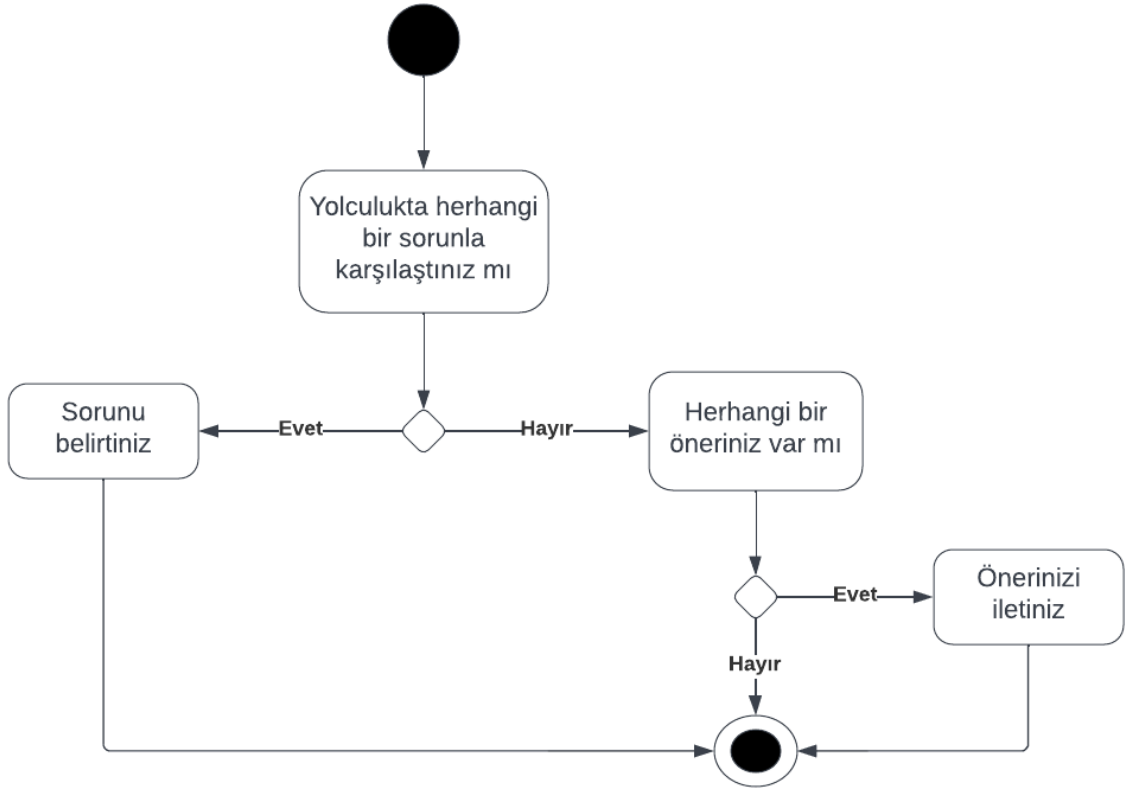 Yolculukta herhangi
bir sorunla
karşılaştınız mı
Sorunu
belirtiniz
Evet
Hayır
Herhangi bir
öneriniz var mı
Evet
Önerinizi
iletiniz
Hayır